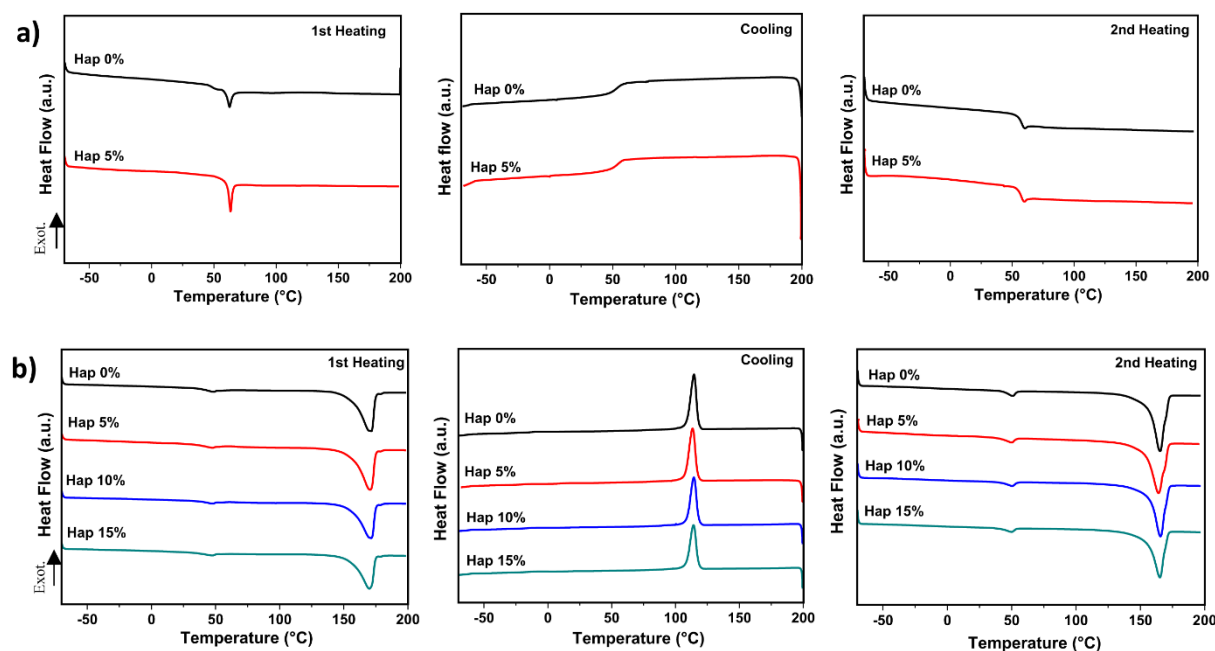 a)
1st Heating
Hap 0%
Hap 5%
Heat Flow (a.u.)
Exot.
-50 0 50 100 150 200
Temperature (°C)
Cooling
Hap 0%
Hap 5%
Heat flow (a.u.)
-50 0 50 100 150 200
Temperature (°C)
2nd Heating
Hap 0%
Hap 5%
Heat Flow (a.u.)
-50 0 50 100 150 200
Temperature (°C)
b)
1st Heating
Hap 0%
Hap 5%
Hap 10%
Hap 15%
Heat Flow (a.u.)
Exot.
-50 0 50 100 150 200
Temperature (°C)
Cooling
Hap 0%
Hap 5%
Hap 10%
Hap 15%
Heat Flow (a.u.)
-50 0 50 100 150 200
Temperature (°C)
2nd Heating
Hap 0%
Hap 5%
Hap 10%
Hap 15%
Heat Flow (a.u.)
-50 0 50 100 150 200
Temperature (°C)